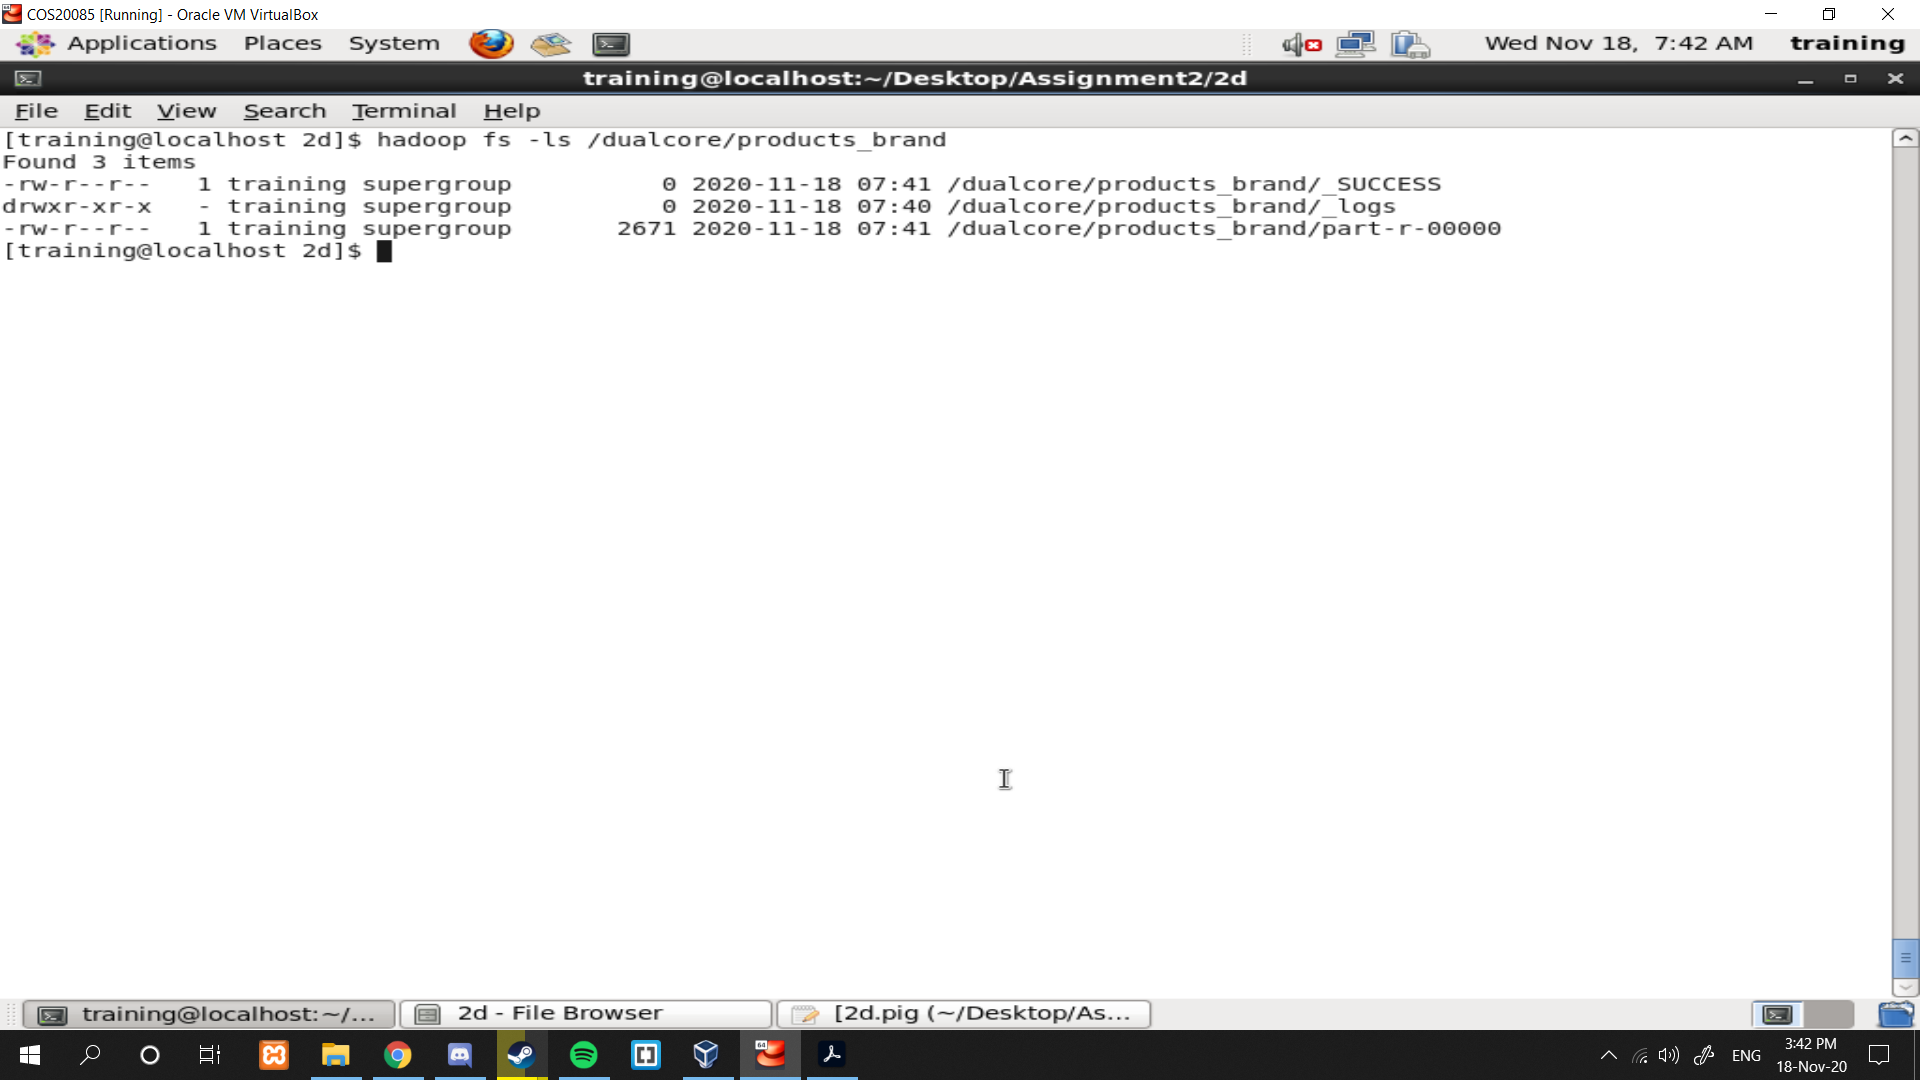 COS20085 [Running] - Oracle VM VirtualBox
Applications Places System Wed Nov 18, 7:42 AM training
training@localhost:~/Desktop/Assignment2/2d
File Edit View Search Terminal Help
[training@localhost 2d]$ hadoop fs -ls /dualcore/products_brand
Found 3 items
-rw-r--r--   1 training supergroup          0 2020-11-18 07:41 /dualcore/products_brand/_SUCCESS
drwxr-xr-x   - training supergroup          0 2020-11-18 07:40 /dualcore/products_brand/_logs
-rw-r--r--   1 training supergroup       2671 2020-11-18 07:41 /dualcore/products_brand/part-r-00000
[training@localhost 2d]$
training@localhost:~/... 2d - File Browser [2d.pig (~/Desktop/As...
ENG 3:42 PM
18-Nov-20